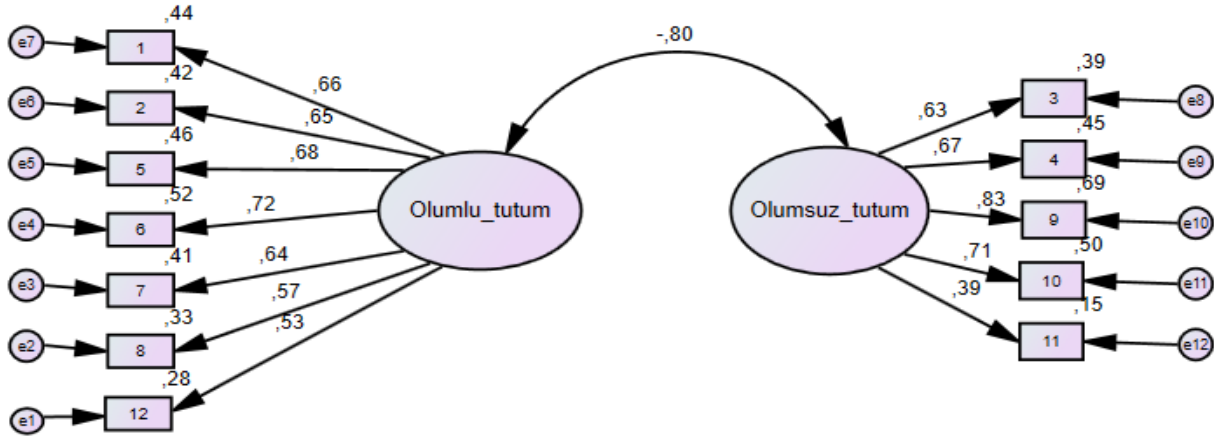 ,44
e7
1
,66
,42
e6
2
,65
,46
e5
5
,68
,52
e4
6
,72
,41
e3
7
,64
,33
e2
8
,57
,28
e1
12
,53
Olumlu_tutum
-,80
Olumsuz_tutum
,39
,63
3
e8
,45
,67
4
e9
,69
,83
9
e10
,50
,71
10
e11
,15
,39
11
e12